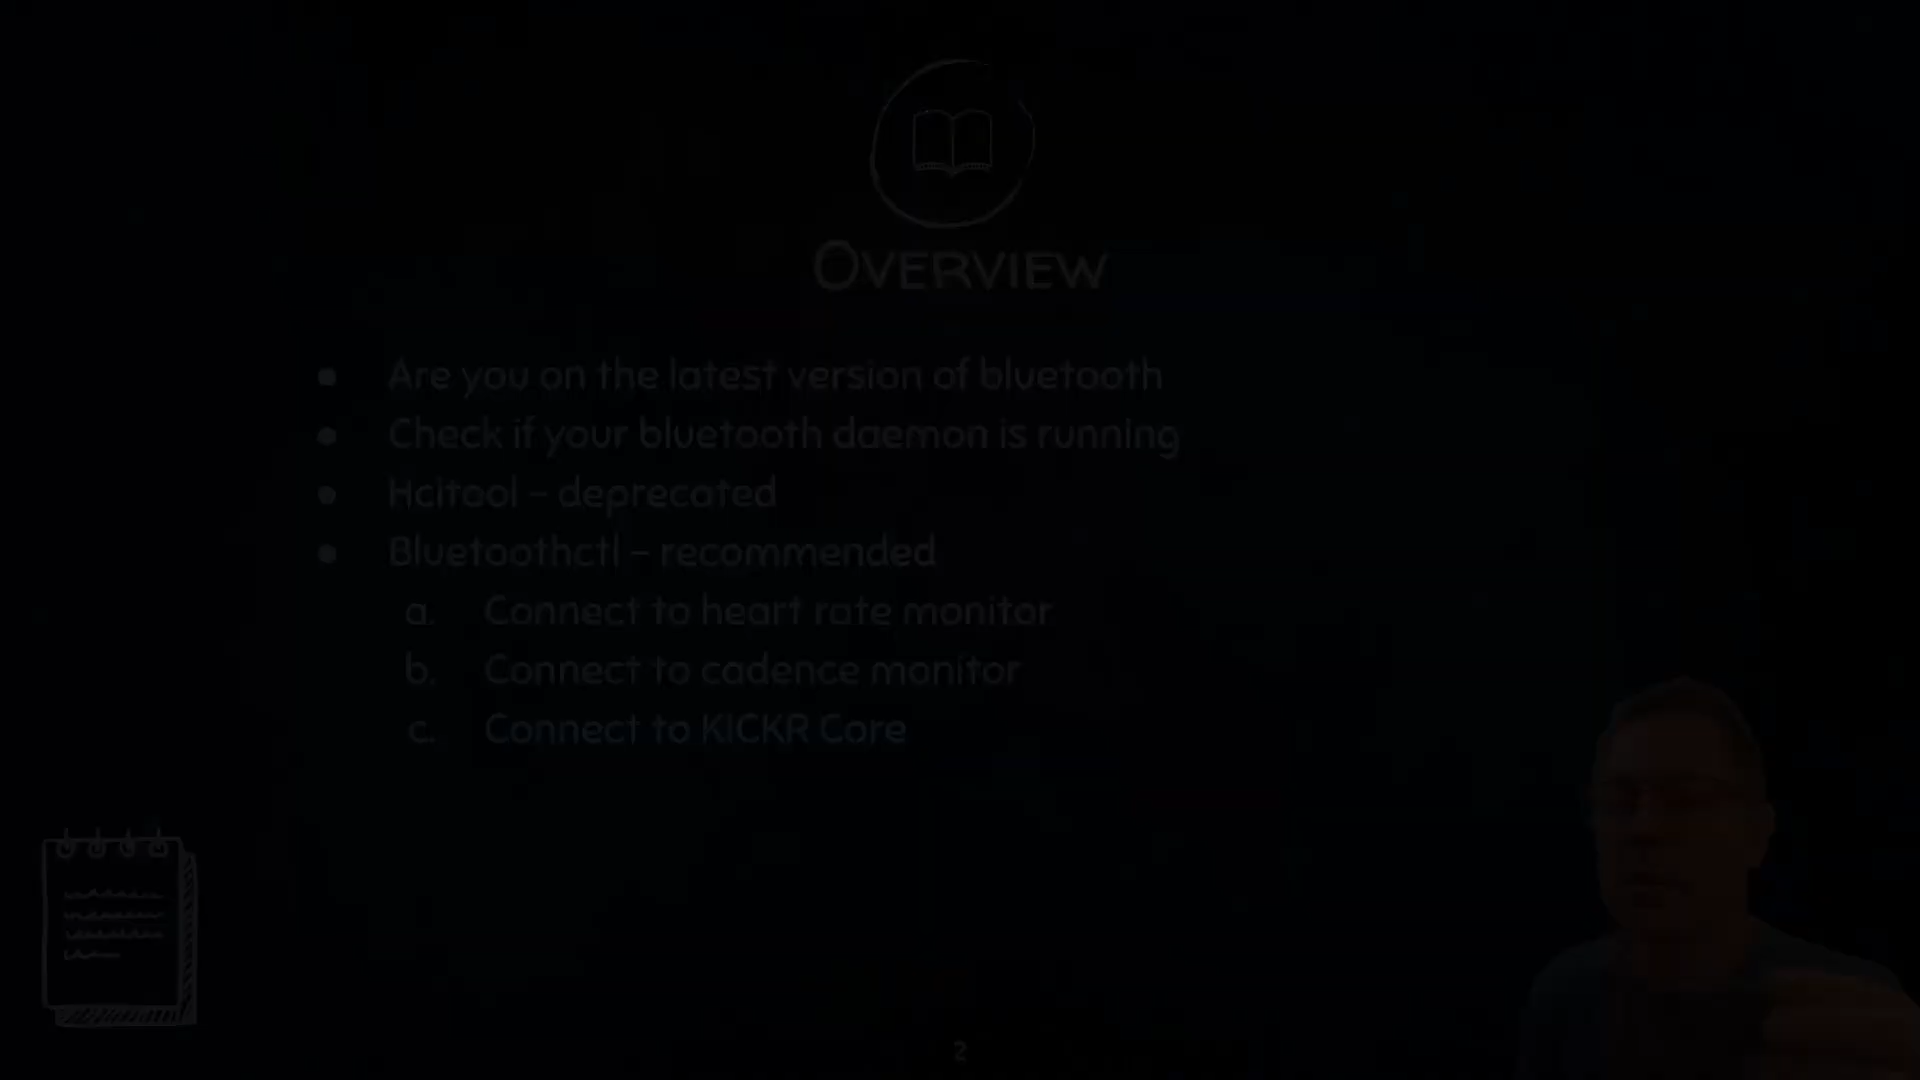 Overview
● Are you on the latest version of bluetooth
● Check if your bluetooth daemon is running
● Hcitool – deprecated
● Bluetoothctl – recommended
a. Connect to heart rate monitor
b. Connect to cadence monitor
c. Connect to KICKR Core
2